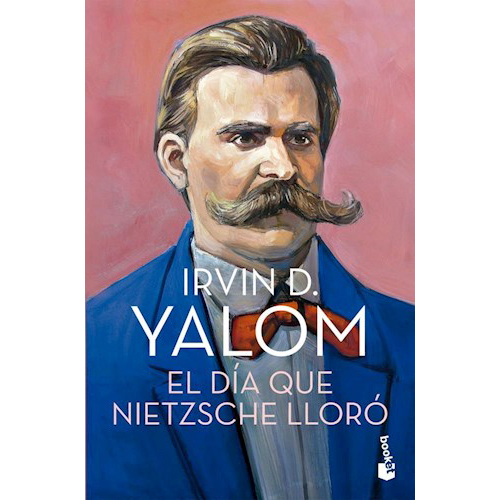 IRVIN D.
YALOM
EL DÍA QUE
NIETZSCHE LLORÓ
booket